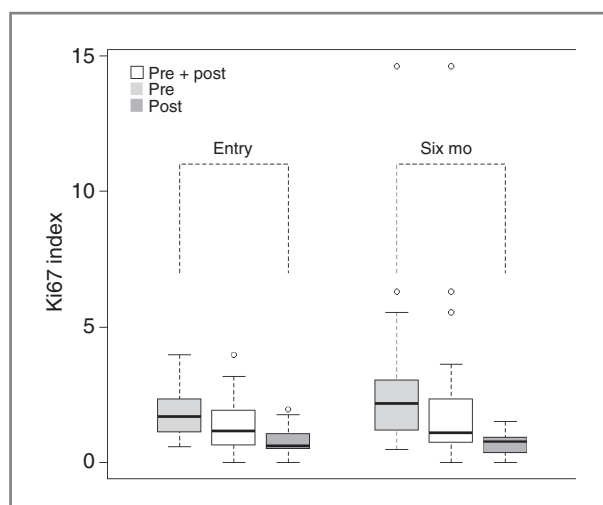 15
Pre + post
Pre
Post
Entry
Six mo
10
Ki67 index
5
0